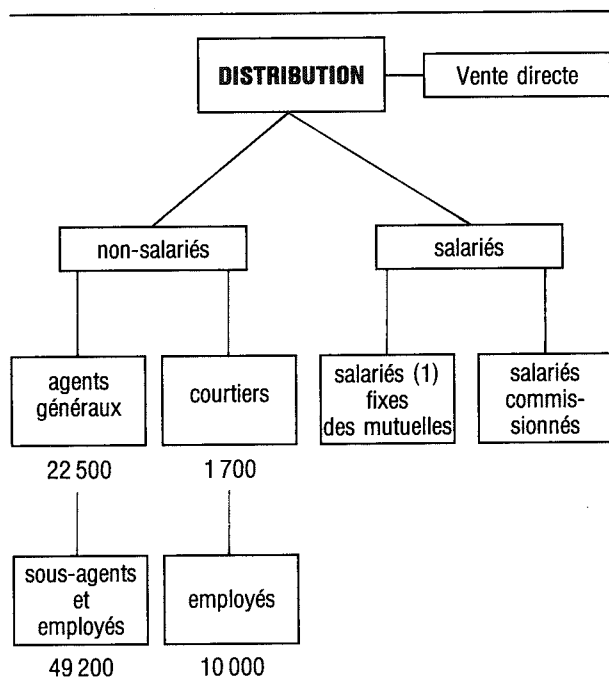 DISTRIBUTION
Vente directe
non-salariés
salariés
agents
généraux
22 500
courtiers
1 700
salariés (1)
fixes
des mutuelles
salariés
commis-
sionnés
sous-agents
et
employés
49 200
employés
10 000